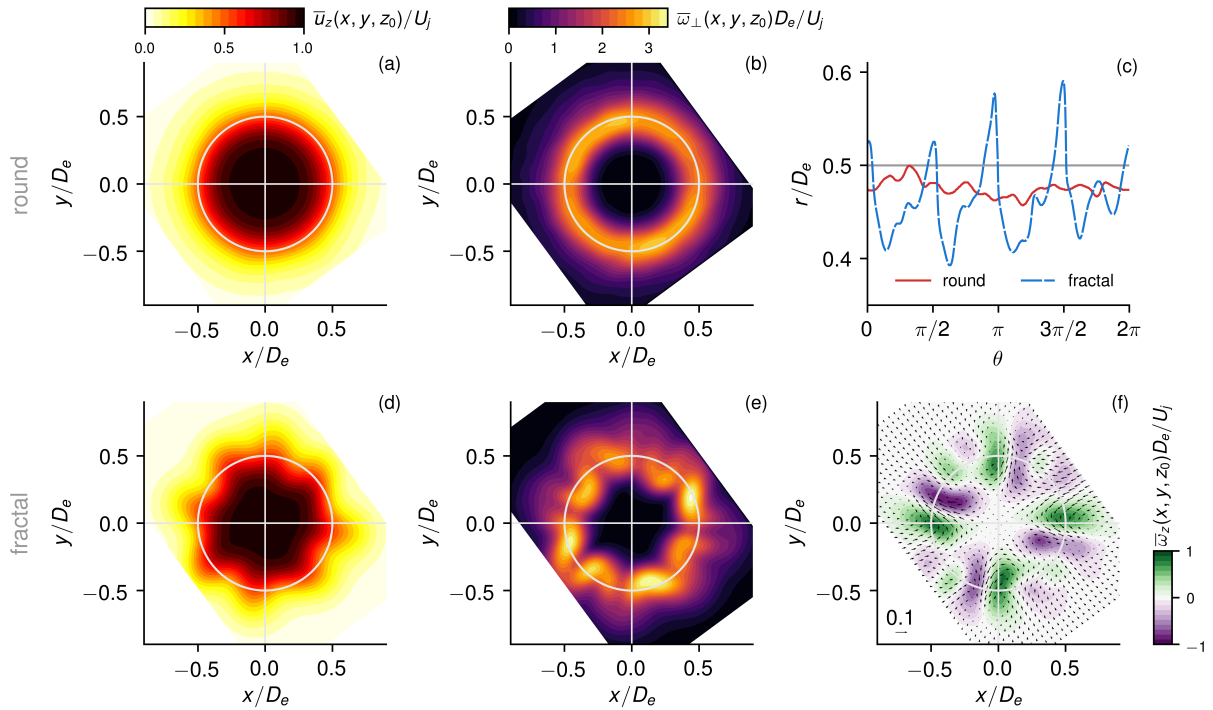 u̅_z(x, y, z₀)/U_j
0.0 0.5 1.0
ω̅_⊥(x, y, z₀)D_e/U_j
0 1 2 3
round
(a)
y/D_e
0.5
0.0
−0.5
−0.5 0.0 0.5
x/D_e
(b)
y/D_e
0.5
0.0
−0.5
−0.5 0.0 0.5
x/D_e
(c)
r/D_e
0.6
0.5
0.4
round fractal
0 π/2 π 3π/2 2π
θ
fractal
(d)
y/D_e
0.5
0.0
−0.5
−0.5 0.0 0.5
x/D_e
(e)
y/D_e
0.5
0.0
−0.5
−0.5 0.0 0.5
x/D_e
(f)
y/D_e
0.5
0.0
−0.5
0.1
−0.5 0.0 0.5
x/D_e
ω̅_z(x, y, z₀)D_e/U_j
1
0
−1